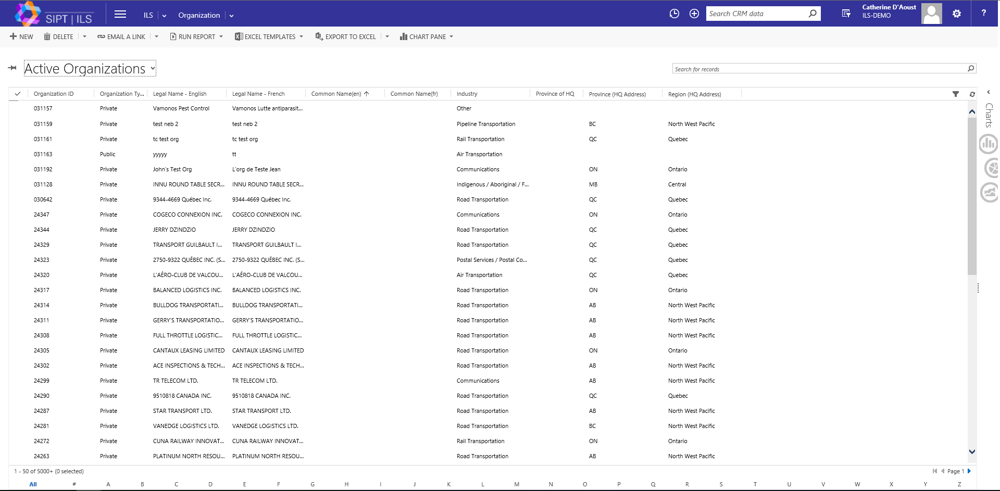 SIPT | ILS ILS Organization Search CRM data Catherine D'Aoust
ILS-DEMO ?
NEW DELETE EMAIL A LINK RUN REPORT EXCEL TEMPLATES EXPORT TO EXCEL CHART PANE
Active Organizations Search for records
Organization ID Organization Ty... Legal Name - English Legal Name - French Common Name(en) Common Name(fr) Industry Province of HQ Province (HQ Address) Region (HQ Address)
Charts
031157 Private Vamonos Pest Control Vamonos Lutte antiparasit... Other
031159 Private test neb 2 test neb 2 Pipeline Transportation BC North West Pacific
031161 Private tc test org tc test org Rail Transportation QC Quebec
031163 Public yyyyy tt Air Transportation
031192 Private John's Test Org L'org de Teste Jean Communications ON Ontario
031128 Private INNU ROUND TABLE SECR... INNU ROUND TABLE SECR... Indigenous / Aboriginal / F... MB Central
030642 Private 9344-4669 Québec Inc. 9344-4669 Québec Inc. Road Transportation QC Quebec
24347 Private COGECO CONNEXION INC. COGECO CONNEXION INC. Communications ON Ontario
24344 Private JERRY DZINDZIO JERRY DZINDZIO Road Transportation QC Quebec
24329 Private TRANSPORT GUILBAULT I... TRANSPORT GUILBAULT I... Road Transportation QC Quebec
24323 Private 2750-9322 QUÉBEC INC. (S... 2750-9322 QUÉBEC INC. (S... Postal Services / Postal Co... QC Quebec
24320 Private L'AÉRO-CLUB DE VALCOU... L'AÉRO-CLUB DE VALCOU... Air Transportation QC Quebec
24317 Private BALANCED LOGISTICS INC. BALANCED LOGISTICS INC. Road Transportation ON Ontario
24314 Private BULLDOG TRANSPORTATI... BULLDOG TRANSPORTATI... Road Transportation AB North West Pacific
24311 Private GERRY'S TRANSPORTATIO... GERRY'S TRANSPORTATIO... Road Transportation AB North West Pacific
24308 Private FULL THROTTLE LOGISTIC... FULL THROTTLE LOGISTIC... Road Transportation AB North West Pacific
24305 Private CANTAUX LEASING LIMITED CANTAUX LEASING LIMITED Road Transportation ON Ontario
24302 Private ACE INSPECTIONS & TECH... ACE INSPECTIONS & TECH... Road Transportation AB North West Pacific
24299 Private TR TELECOM LTD. TR TELECOM LTD. Communications AB North West Pacific
24290 Private 9510818 CANADA INC. 9510818 CANADA INC. Road Transportation QC Quebec
24287 Private STAR TRANSPORT LTD. STAR TRANSPORT LTD. Road Transportation AB North West Pacific
24281 Private VANEDGE LOGISTICS LTD. VANEDGE LOGISTICS LTD. Road Transportation BC North West Pacific
24272 Private CUNA RAILWAY INNOVAT... CUNA RAILWAY INNOVAT... Rail Transportation ON Ontario
24263 Private PLATINUM NORTH RESOU... PLATINUM NORTH RESOU... Road Transportation AB North West Pacific
1 - 50 of 5000+ (0 selected) Page 1
All # A B C D E F G H I J K L M N O P Q R S T U V W X Y Z